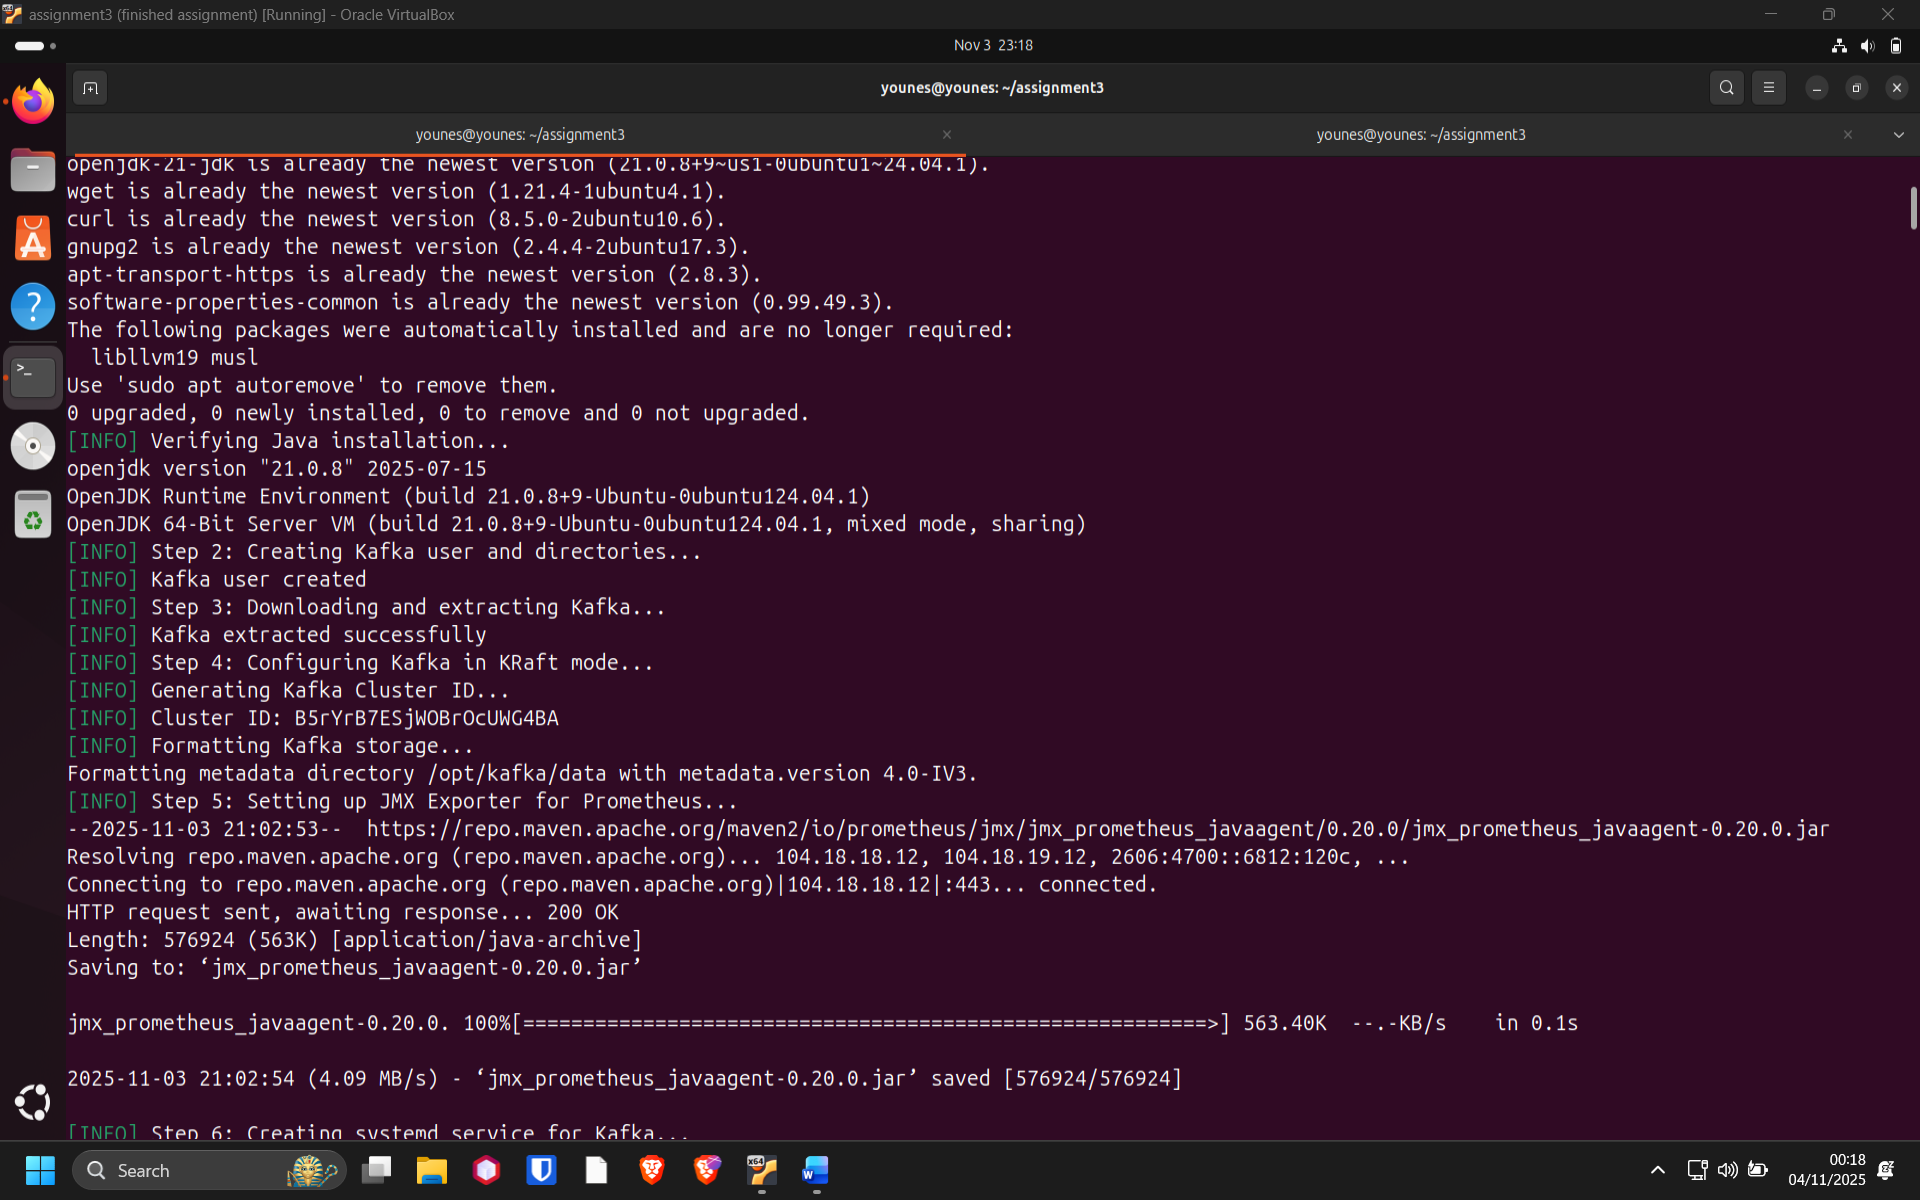 assignment3 (finished assignment) [Running] - Oracle VirtualBox
Nov 3 23:18
younes@younes: ~/assignment3
younes@younes: ~/assignment3
younes@younes: ~/assignment3
openjdk-21-jdk is already the newest version (21.0.8+9~us1-0ubuntu1~24.04.1).
wget is already the newest version (1.21.4-1ubuntu4.1).
curl is already the newest version (8.5.0-2ubuntu10.6).
gnupg2 is already the newest version (2.4.4-2ubuntu17.3).
apt-transport-https is already the newest version (2.8.3).
software-properties-common is already the newest version (0.99.49.3).
The following packages were automatically installed and are no longer required:
  libllvm19 musl
Use 'sudo apt autoremove' to remove them.
0 upgraded, 0 newly installed, 0 to remove and 0 not upgraded.
[INFO] Verifying Java installation...
openjdk version "21.0.8" 2025-07-15
OpenJDK Runtime Environment (build 21.0.8+9-Ubuntu-0ubuntu124.04.1)
OpenJDK 64-Bit Server VM (build 21.0.8+9-Ubuntu-0ubuntu124.04.1, mixed mode, sharing)
[INFO] Step 2: Creating Kafka user and directories...
[INFO] Kafka user created
[INFO] Step 3: Downloading and extracting Kafka...
[INFO] Kafka extracted successfully
[INFO] Step 4: Configuring Kafka in KRaft mode...
[INFO] Generating Kafka Cluster ID...
[INFO] Cluster ID: B5rYrB7ESjWOBrOcUWG4BA
[INFO] Formatting Kafka storage...
Formatting metadata directory /opt/kafka/data with metadata.version 4.0-IV3.
[INFO] Step 5: Setting up JMX Exporter for Prometheus...
--2025-11-03 21:02:53--  https://repo.maven.apache.org/maven2/io/prometheus/jmx/jmx_prometheus_javaagent/0.20.0/jmx_prometheus_javaagent-0.20.0.jar
Resolving repo.maven.apache.org (repo.maven.apache.org)... 104.18.18.12, 104.18.19.12, 2606:4700::6812:120c, ...
Connecting to repo.maven.apache.org (repo.maven.apache.org)|104.18.18.12|:443... connected.
HTTP request sent, awaiting response... 200 OK
Length: 576924 (563K) [application/java-archive]
Saving to: ‘jmx_prometheus_javaagent-0.20.0.jar’
jmx_prometheus_javaagent-0.20.0. 100%[=========================================================>] 563.40K  --.-KB/s    in 0.1s
2025-11-03 21:02:54 (4.09 MB/s) - ‘jmx_prometheus_javaagent-0.20.0.jar’ saved [576924/576924]
[INFO] Step 6: Creating systemd service for Kafka...
Search
00:18
04/11/2025